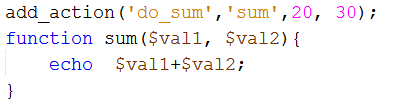 add_action('do_sum','sum',20, 30);
function sum($val1, $val2){
echo  $val1+$val2;
}